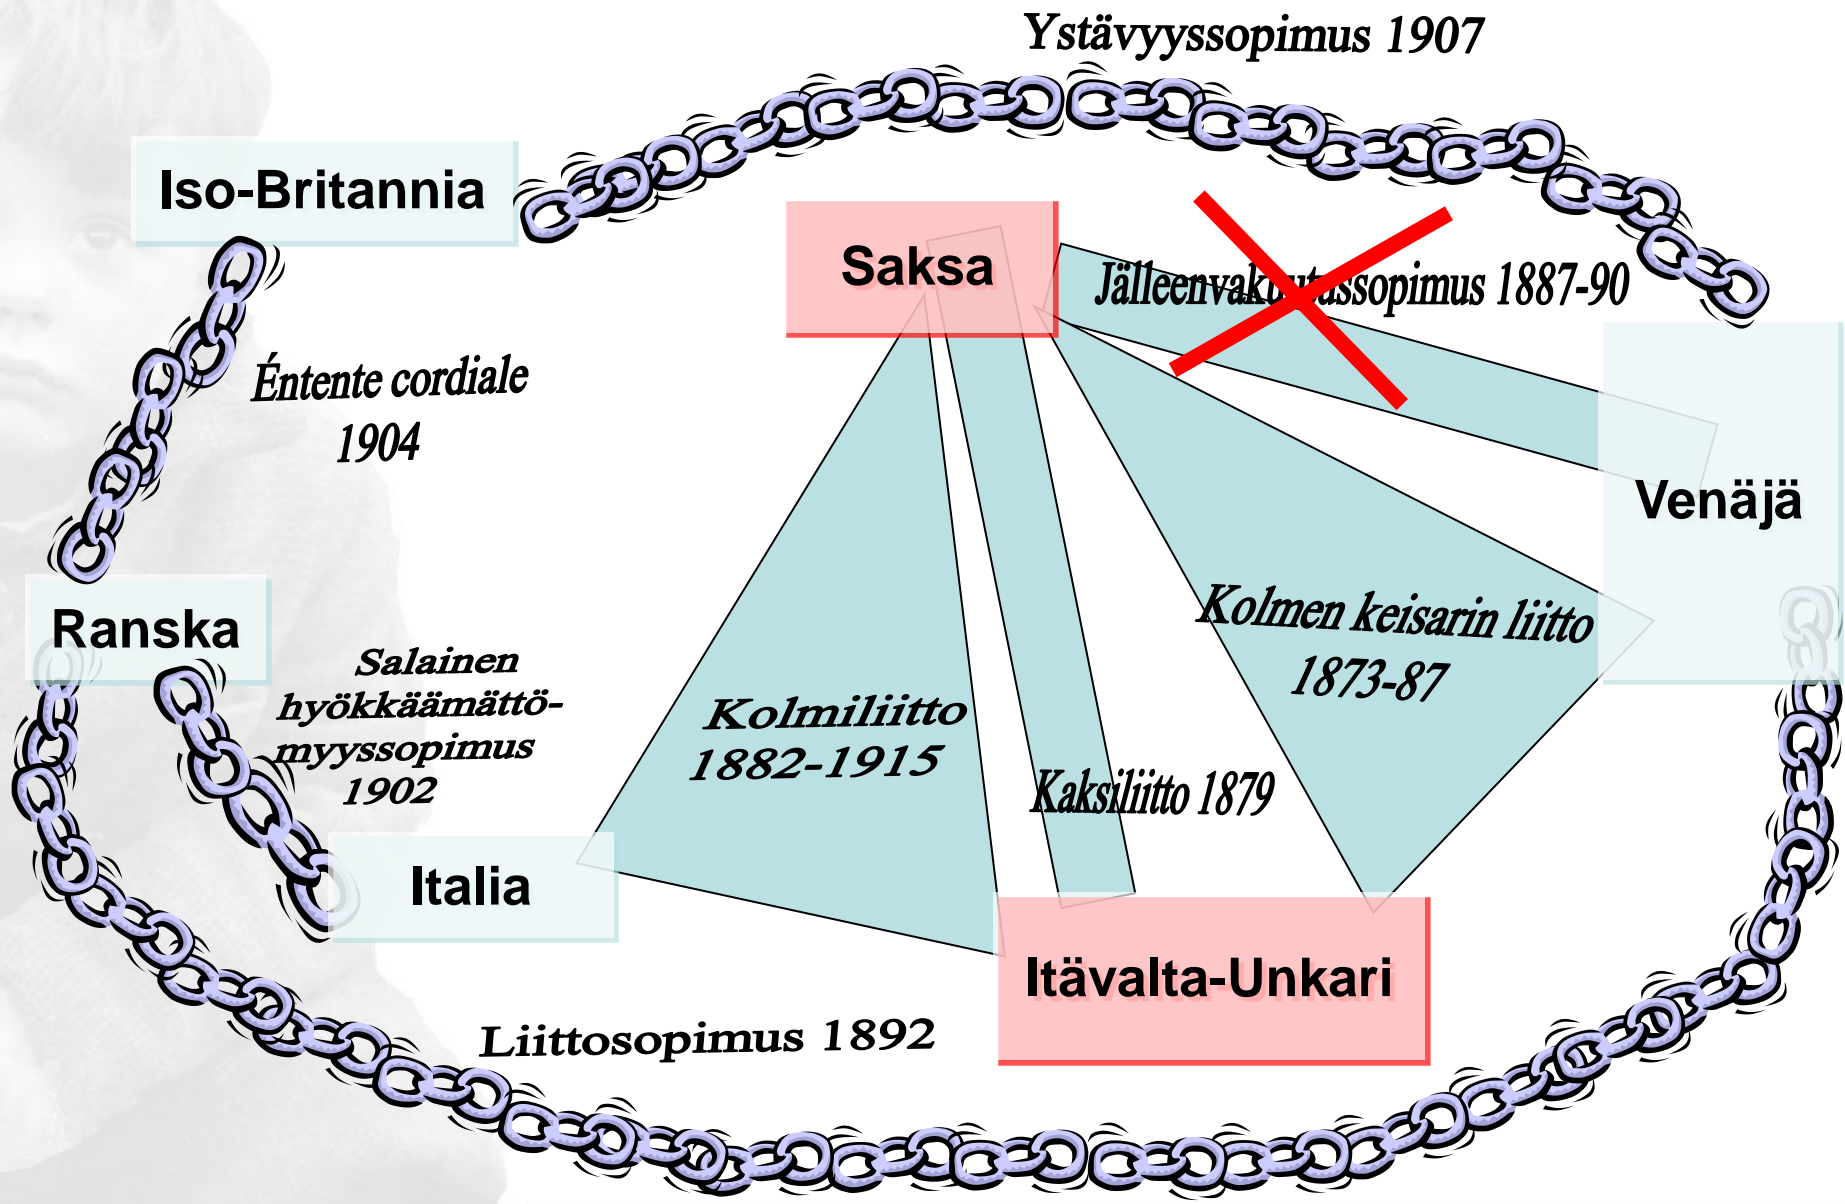 Ystävyyssopimus 1907
Iso-Britannia
Saksa
Jälleenvakuutussopimus 1887-90
Éntente cordiale
1904
Venäjä
Ranska
Kolmen keisarin liitto
1873-87
Salainen
hyökkäämättö-
myyssopimus
1902
Kolmiliitto
1882-1915
Kaksiliitto 1879
Italia
Itävalta-Unkari
Liittosopimus 1892